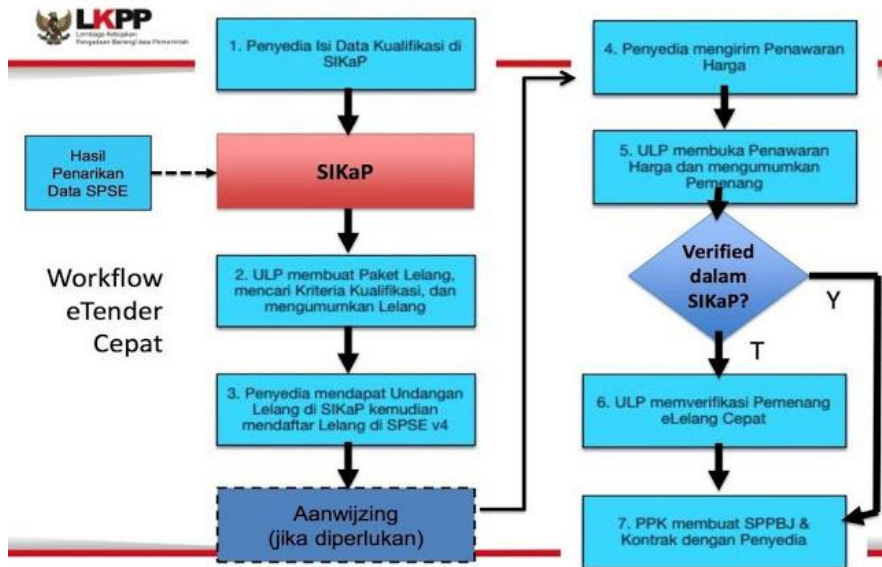 LKPP
Lembaga Kebijakan
Pengadaan Barang/Jasa Pemerintah
1. Penyedia Isi Data Kualifikasi di
SIKaP
Hasil
Penarikan
Data SPSE
SIKaP
Workflow
eTender
Cepat
2. ULP membuat Paket Lelang,
mencari Kriteria Kualifikasi, dan
mengumumkan Lelang
3. Penyedia mendapat Undangan
Lelang di SIKaP kemudian
mendaftar Lelang di SPSE v4
Aanwijzing
(jika diperlukan)
4. Penyedia mengirim Penawaran
Harga
5. ULP membuka Penawaran
Harga dan mengumumkan
Pemenang
Verified
dalam
SIKaP?
Y
T
6. ULP memverifikasi Pemenang
eLelang Cepat
7. PPK membuat SPPBJ &
Kontrak dengan Penyedia